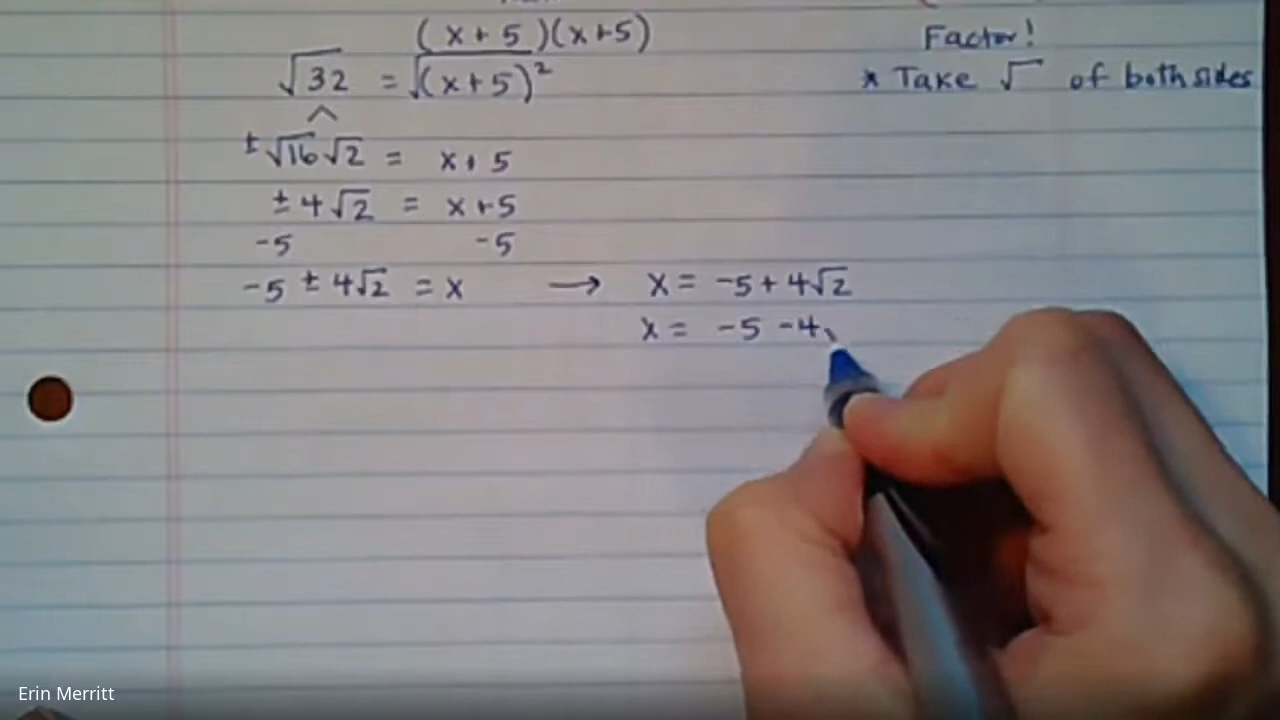 (x+5)(x+5)
Factor!
√32 = √(x+5)²
* Take √ of both sides
±√16√2 = x+5
±4√2 = x+5
-5 -5
-5 ± 4√2 = x → x = -5+4√2
x = -5 -4
Erin Merritt